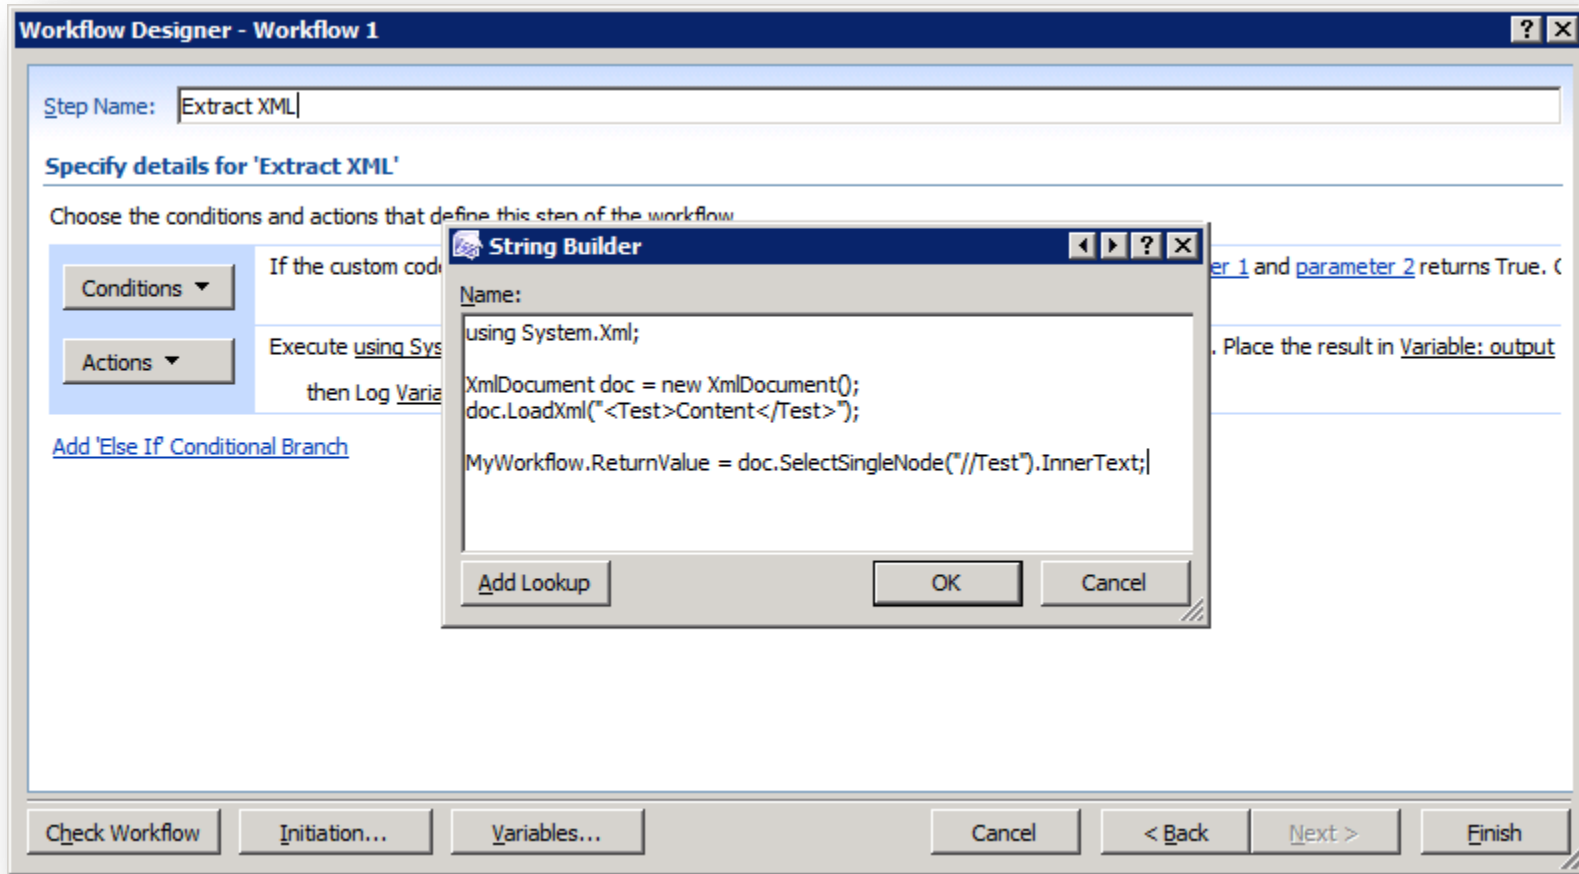 Workflow Designer - Workflow 1
Step Name: Extract XML
Specify details for 'Extract XML'
Choose the conditions and actions that define this step of the workflow
Conditions
If the custom code
1 and parameter 2 returns True.
Actions
Execute using
. Place the result in Variable: output
then Log
Add 'Else If' Conditional Branch
String Builder
Name:
using System.Xml;
XmlDocument doc = new XmlDocument();
doc.LoadXml("<Test>Content</Test>");
MyWorkflow.ReturnValue = doc.SelectSingleNode("//Test").InnerText;
Add Lookup
OK
Cancel
Check Workflow
Initiation...
Variables...
Cancel
< Back
Next >
Finish